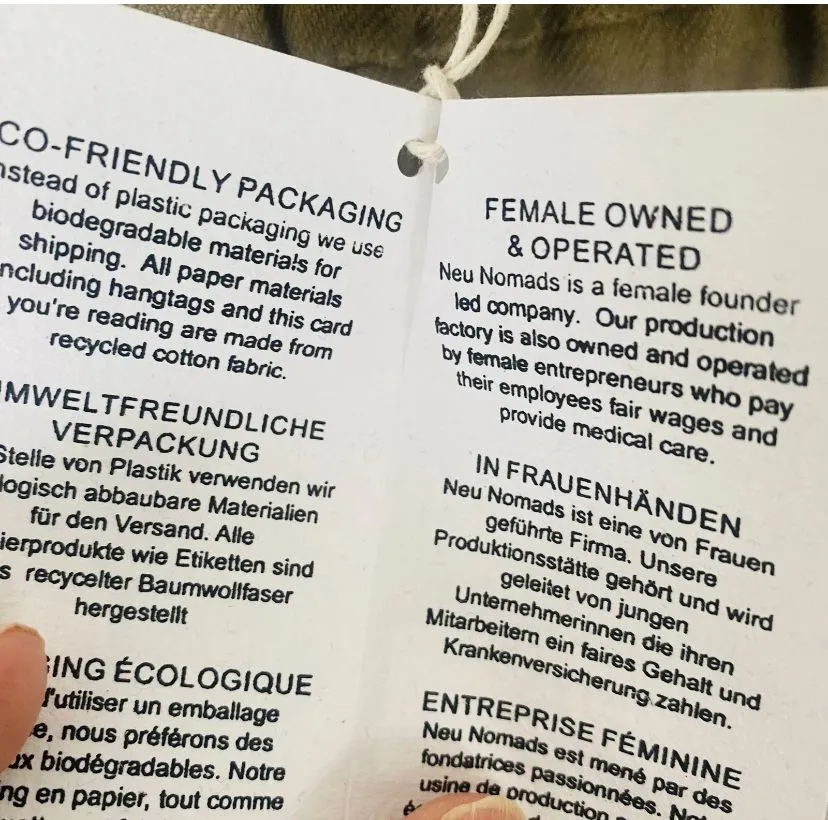 CO-FRIENDLY PACKAGING
nstead of plastic packaging we use
biodegradable materials for
shipping. All paper materials
ncluding hangtags and this card
you're reading are made from
recycled cotton fabric.
MWELTFREUNDLICHE
VERPACKUNG
Stelle von Plastik verwenden wir
logisch abbaubare Materialien
für den Versand. Alle
ierprodukte wie Etiketten sind
s recycelter Baumwollfaser
hergestellt
GING ÉCOLOGIQUE
d'utiliser un emballage
e, nous préférons des
ux biodégradables. Notre
ng en papier, tout comme
FEMALE OWNED
& OPERATED
Neu Nomads is a female founder
led company. Our production
factory is also owned and operated
by female entrepreneurs who pay
their employees fair wages and
provide medical care.
IN FRAUENHÄNDEN
Neu Nomads ist eine von Frauen
geführte Firma. Unsere
Produktionsstätte gehört und wird
geleitet von jungen
Unternehmerinnen die ihren
Mitarbeitern ein faires Gehalt und
Krankenversicherung zahlen.
ENTREPRISE FÉMININE
Neu Nomads est mené par des
fondatrices passionnées.
usine de production